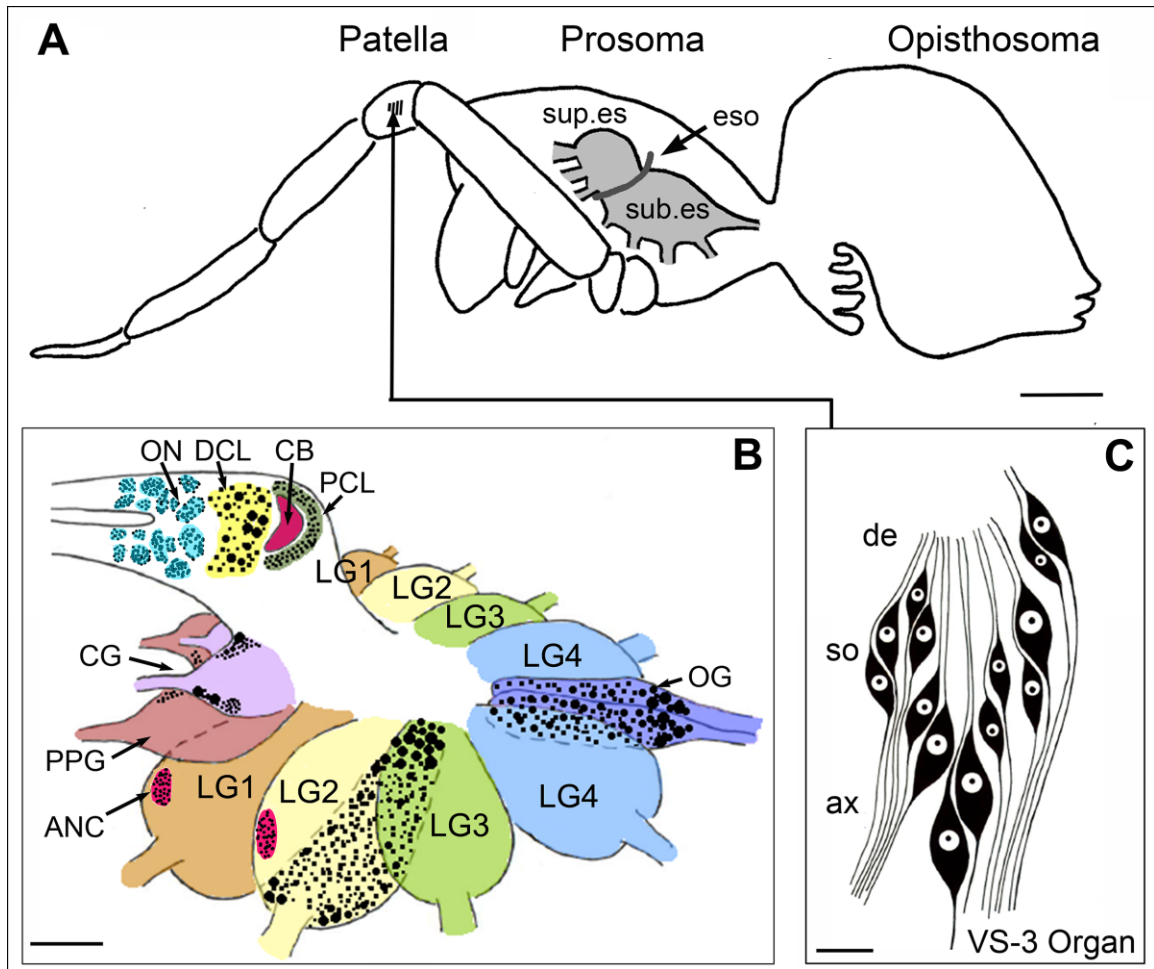 A
Patella Prosoma Opisthosoma
sup.es eso
sub.es
B
ON DCL CB
PCL
LG1
LG2
LG3
LG4
CG
OG
PPG
LG1 LG2
LG3 LG4
ANC
C
de
so
ax
VS-3 Organ